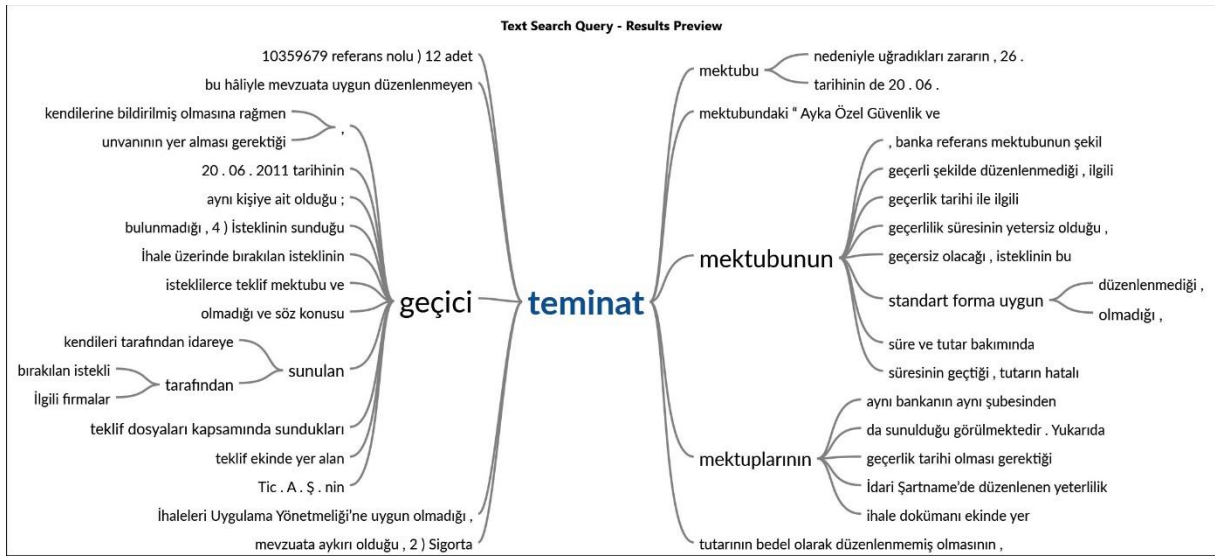 Text Search Query - Results Preview
10359679 referans nolu ) 12 adet
bu hâliyle mevzuata uygun düzenlenmeyen
kendilerine bildirilmiş olmasına rağmen
unvanının yer alması gerektiği
,
20 . 06 . 2011 tarihinin
aynı kişiye ait olduğu ;
bulunmadığı , 4 ) İsteklinin sunduğu
İhale üzerinde bırakılan isteklinin
isteklilerce teklif mektubu ve
olmadığı ve söz konusu
kendileri tarafından idareye
bırakılan istekli
İlgili firmalar
tarafından
sunulan
teklif dosyaları kapsamında sundukları
teklif ekinde yer alan
Tic . A . Ş . nin
geçici
İhaleleri Uygulama Yönetmeliği’ne uygun olmadığı ,
mevzuata aykırı olduğu , 2 ) Sigorta
teminat
mektubu
nedeniyle uğradıkları zararın , 26 .
tarihinin de 20 . 06 .
mektubundaki “ Ayka Özel Güvenlik ve
mektubunun
, banka referans mektubunun şekil
geçerli şekilde düzenlenmediği , ilgili
geçerlik tarihi ile ilgili
geçerlilik süresinin yetersiz olduğu ,
geçersiz olacağı , isteklinin bu
standart forma uygun
düzenlenmediği ,
olmadığı ,
süre ve tutar bakımında
süresinin geçtiği , tutarın hatalı
mektuplarının
aynı bankanın aynı şubesinden
da sunulduğu görülmektedir . Yukarıda
geçerlik tarihi olması gerektiği
İdari Şartname’de düzenlenen yeterlilik
ihale dokümanı ekinde yer
tutarının bedel olarak düzenlenmemiş olmasının ,